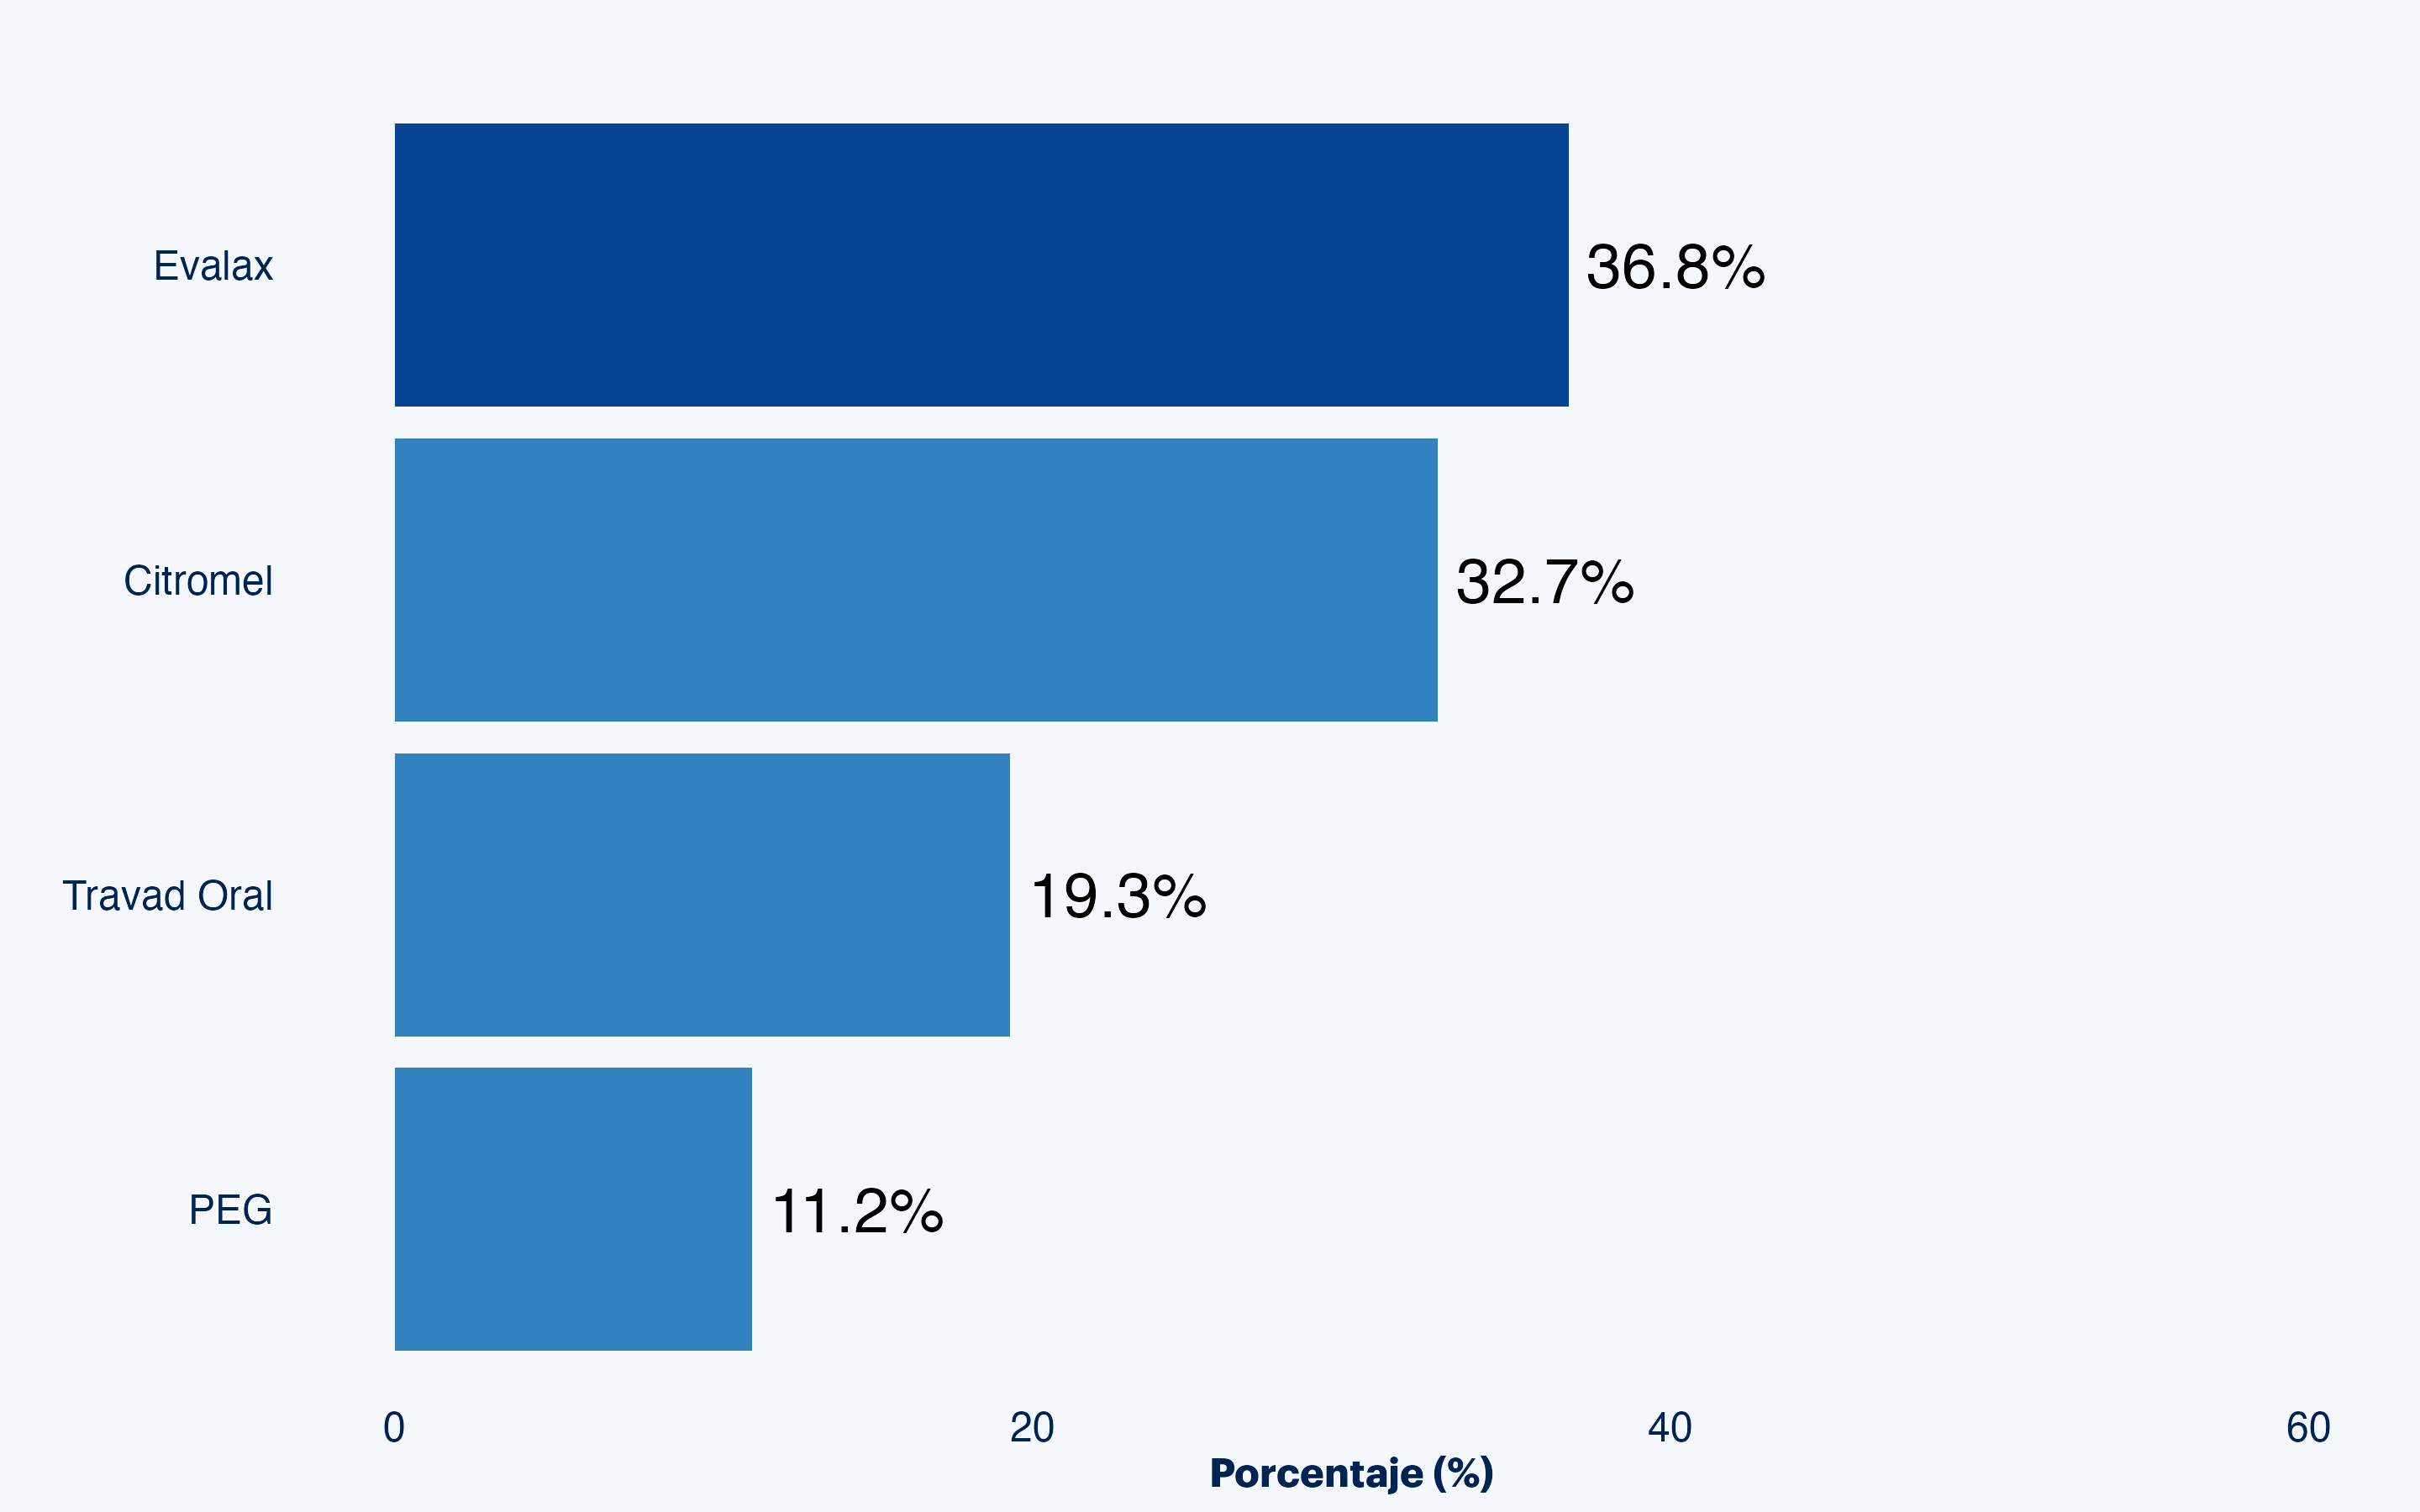 Evalax
36.8%
Citromel
32.7%
Travad Oral
19.3%
PEG
11.2%
0 20 40 60
Porcentaje (%)